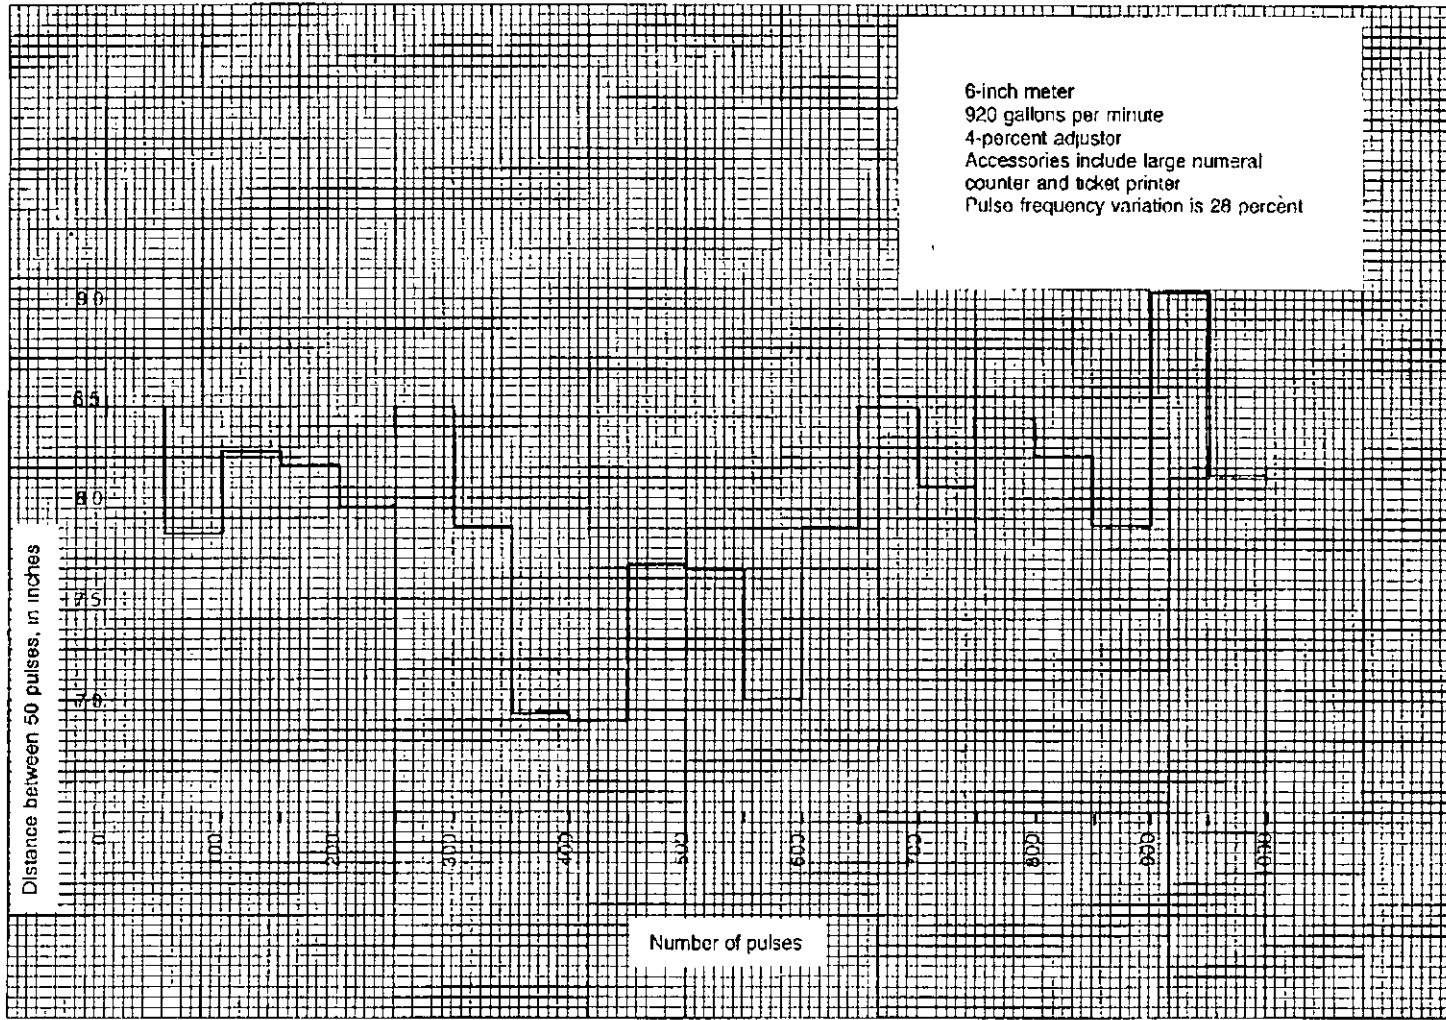 6-inch meter
920 gallons per minute
4-percent adjustor
Accessories include large numeral
counter and ticket printer
Pulse frequency variation is 28 percent
9.0
8.5
8.0
7.5
7.0
Distance between 50 pulses, in inches
0
100
200
300
400
500
600
700
800
900
Number of pulses